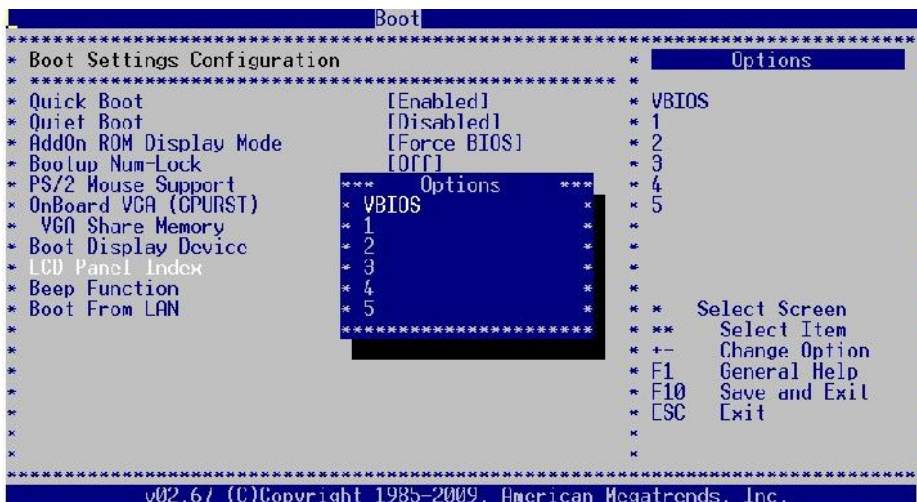 Boot
Boot Settings Configuration
Quick Boot [Enabled]
Quiet Boot [Disabled]
AddOn ROM Display Mode [Force BIOS]
Bootup Num-Lock [Off]
PS/2 Mouse Support
OnBoard VGA (CPURST)
VGA Share Memory
Boot Display Device
LCD Panel Index
Beep Function
Boot From LAN
*** Options ***
* VBIOS *
* 1 *
* 2 *
* 3 *
* 4 *
* 5 *
Options
VBIOS
1
2
3
4
5
* Select Screen
** Select Item
+- Change Option
F1 General Help
F10 Save and Exit
ESC Exit
v02.67 (C)Copyright 1985-2009, American Megatrends, Inc.